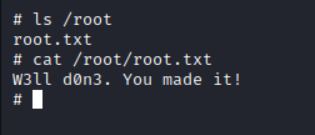 # ls /root
root.txt
# cat /root/root.txt
W3ll d0n3. You made it!
#